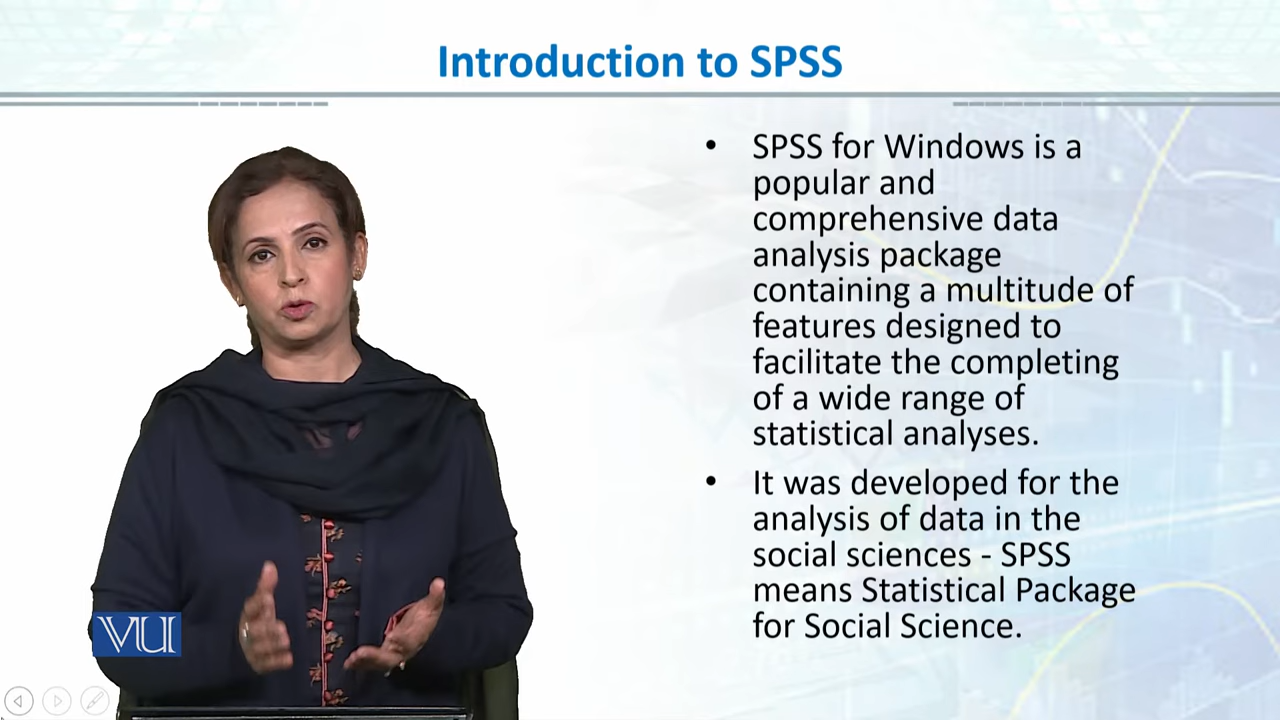 Introduction to SPSS
• SPSS for Windows is a
popular and
comprehensive data
analysis package
containing a multitude of
features designed to
facilitate the completing
of a wide range of
statistical analyses.
• It was developed for the
analysis of data in the
social sciences - SPSS
means Statistical Package
for Social Science.
VU